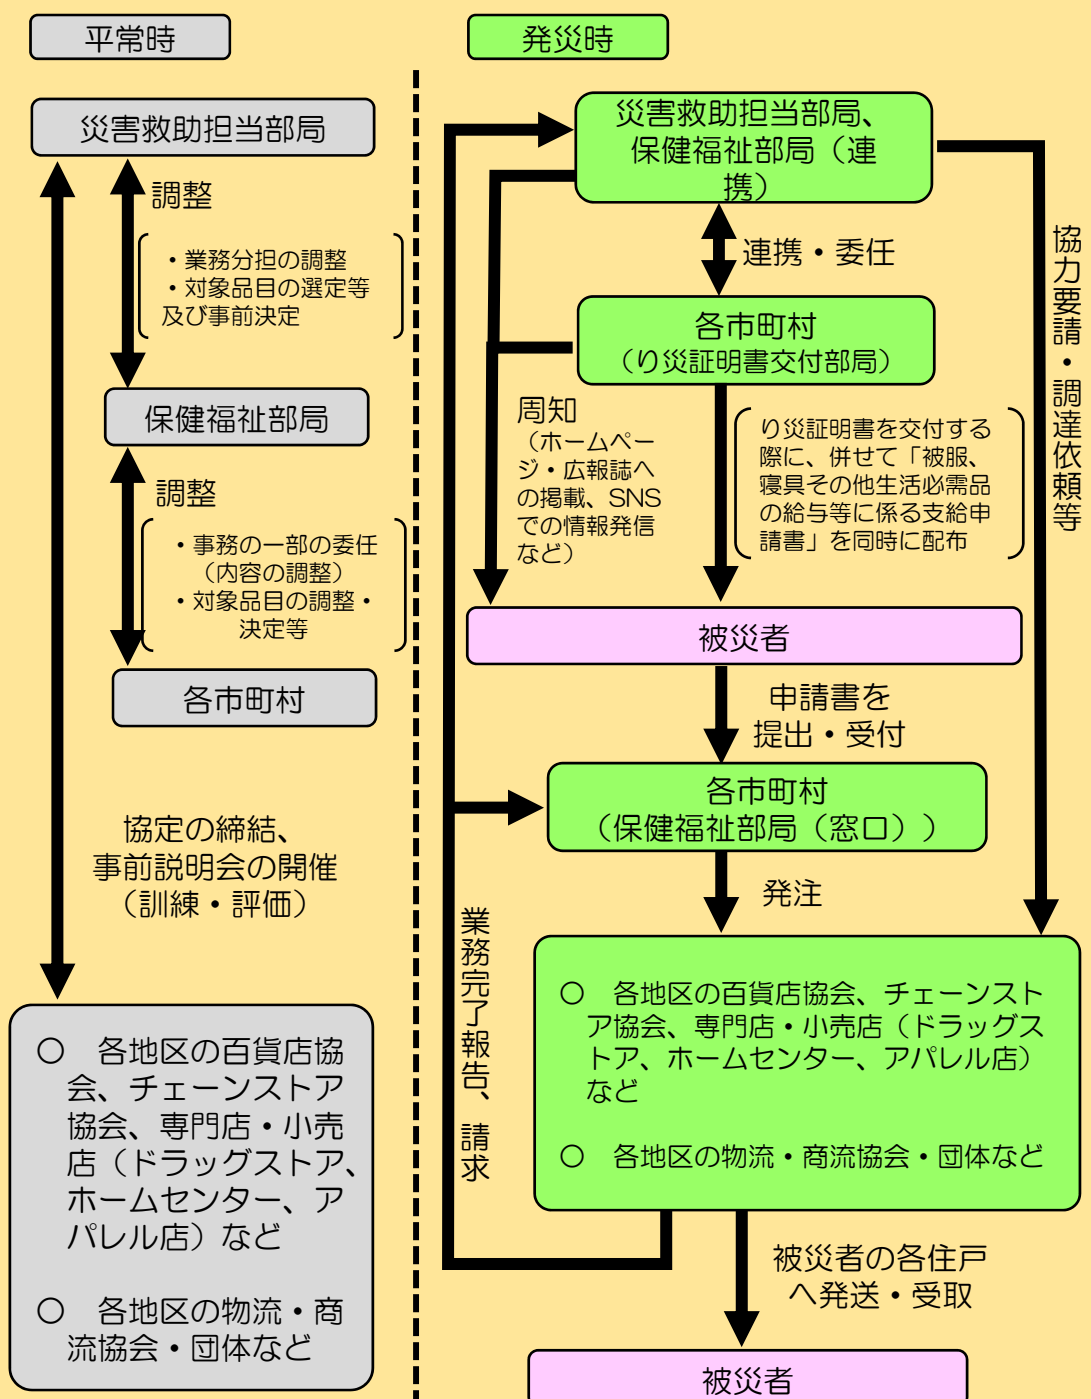 平常時
災害救助担当部局
調整
・業務分担の調整
・対象品目の選定等
及び事前決定
保健福祉部局
調整
・事務の一部の委任
（内容の調整）
・対象品目の調整・
決定等
各市町村
協定の締結、
事前説明会の開催
（訓練・評価）
○　各地区の百貨店協
会、チェーンストア
協会、専門店・小売
店（ドラッグストア、
ホームセンター、ア
パレル店）など
○　各地区の物流・商
流協会・団体など
発災時
災害救助担当部局、
保健福祉部局（連
携）
連携・委任
協力要請・調達依頼等
各市町村
（り災証明書交付部局）
周知
（ホームペー
ジ・広報誌へ
の掲載、SNS
での情報発信
など）
り災証明書を交付する
際に、併せて「被服、
寝具その他生活必需品
の給与等に係る支給申
請書」を同時に配布
被災者
申請書を
提出・受付
各市町村
（保健福祉部局（窓口））
発注
業務完了報告、請求
○　各地区の百貨店協会、チェーンスト
ア協会、専門店・小売店（ドラッグス
トア、ホームセンター、アパレル店）
など
○　各地区の物流・商流協会・団体など
被災者の各住戸
へ発送・受取
被災者